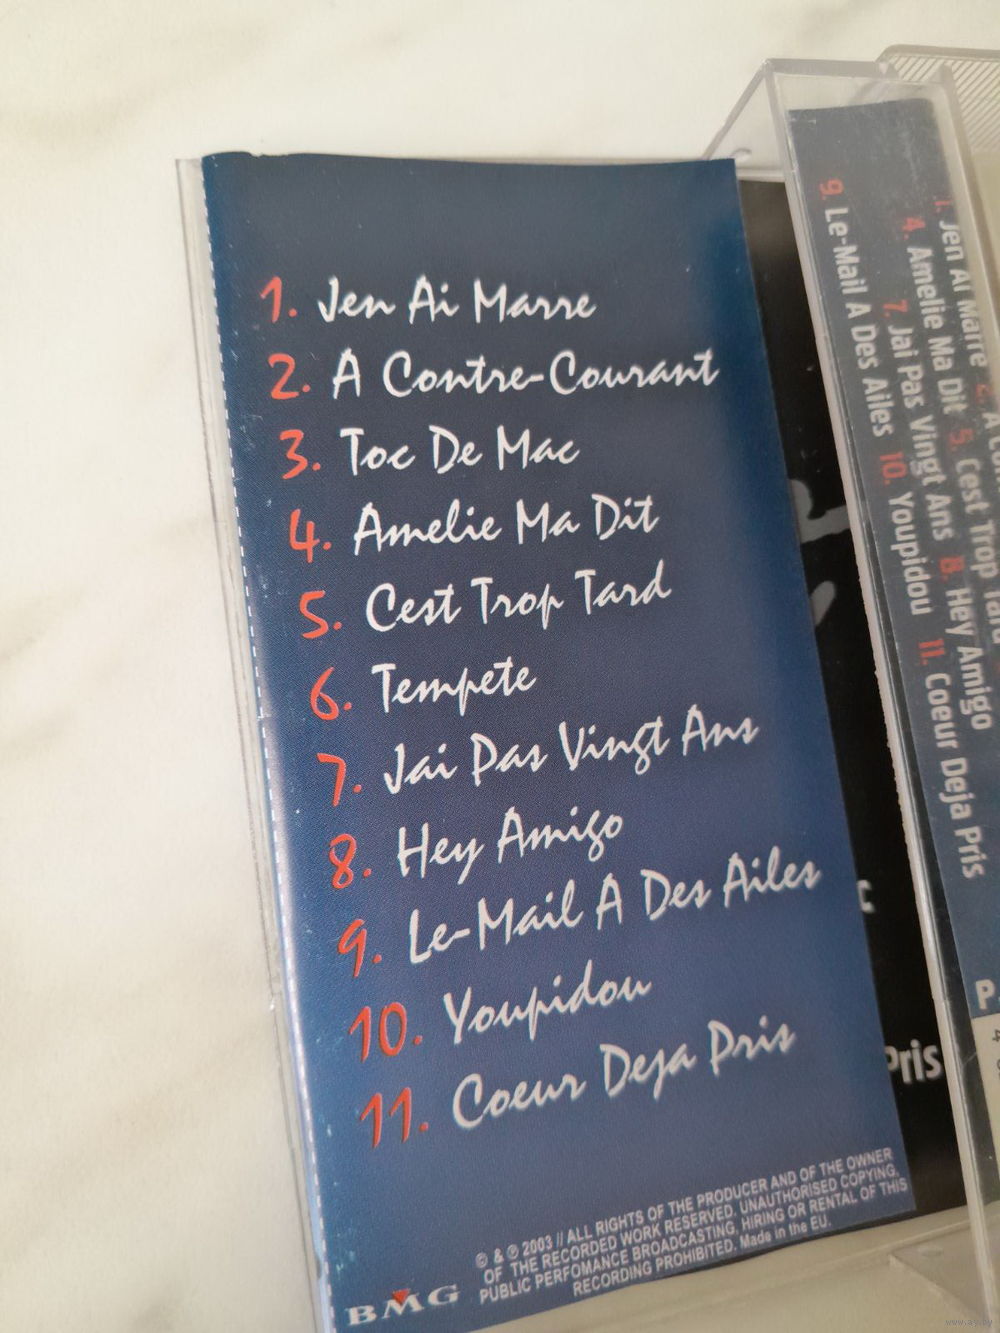 1. Jen Ai Marre
2. A Contre-Courant
3. Toc De Mac
4. Amelie Ma Dit
5. Cest Trop Tard
6. Tempete
7. Jai Pas Vingt Ans
8. Hey Amigo
9. Le-Mail A Des Ailes
10. Youpidou
11. Coeur Deja Pris
© & ℗ 2003 // ALL RIGHTS OF THE PRODUCER AND OF THE OWNER
OF THE RECORDED WORK RESERVED. UNAUTHORISED COPYING,
PUBLIC PERFOMANCE BROADCASTING, HIRING OR RENTAL OF THIS
RECORDING PROHIBITED. Made in the EU.
BMG
1. Jen Ai Marre
4. Amelie Ma Dit 5. Cest Trop
7. Jai Pas Vingt Ans 8. Hey Amigo
9. Le-Mail A Des Ailes 10. Youpidou 11. Coeur Deja Pris
Pris
P
www.ay.by